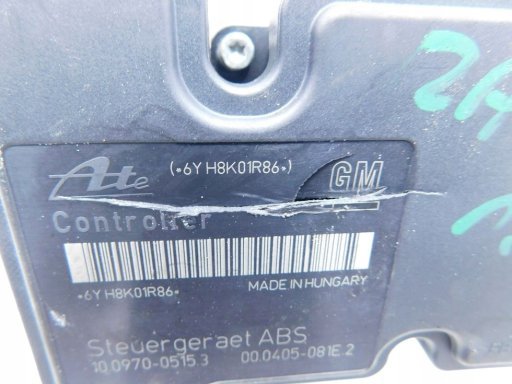 Ate (*6Y H8K01R86*) GM
Controller
*6Y H8K01R86* MADE IN HUNGARY
Steuergeraet ABS
10.0970-0515.3 00.0405-081E.2